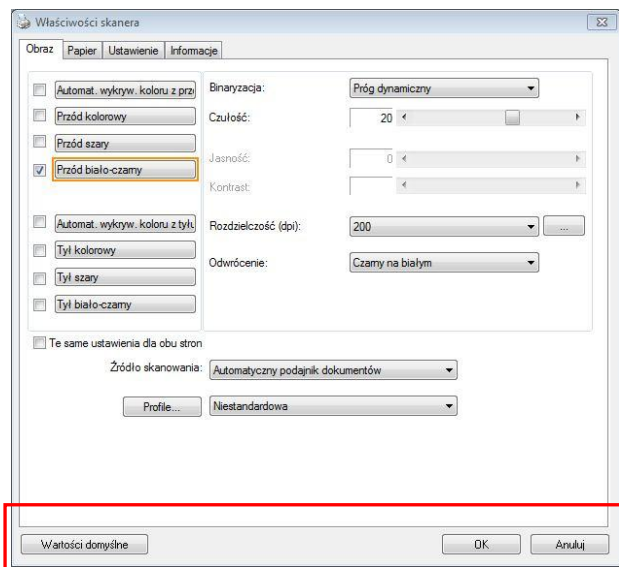 Właściwości skanera
Obraz Papier Ustawienie Informacje
Automat. wykryw. koloru z prz
Binaryzacja: Próg dynamiczny
Przód kolorowy
Czułość: 20
Przód szary
Jasność: 0
Przód biało-czarny
Kontrast:
Automat. wykryw. koloru z tyłu
Rozdzielczość (dpi): 200 ...
Tył kolorowy
Odwrócenie: Czarny na białym
Tył szary
Tył biało-czarny
Te same ustawienia dla obu stron
Źródło skanowania: Automatyczny podajnik dokumentów
Profile... Niestandardowa
Wartości domyślne OK Anuluj